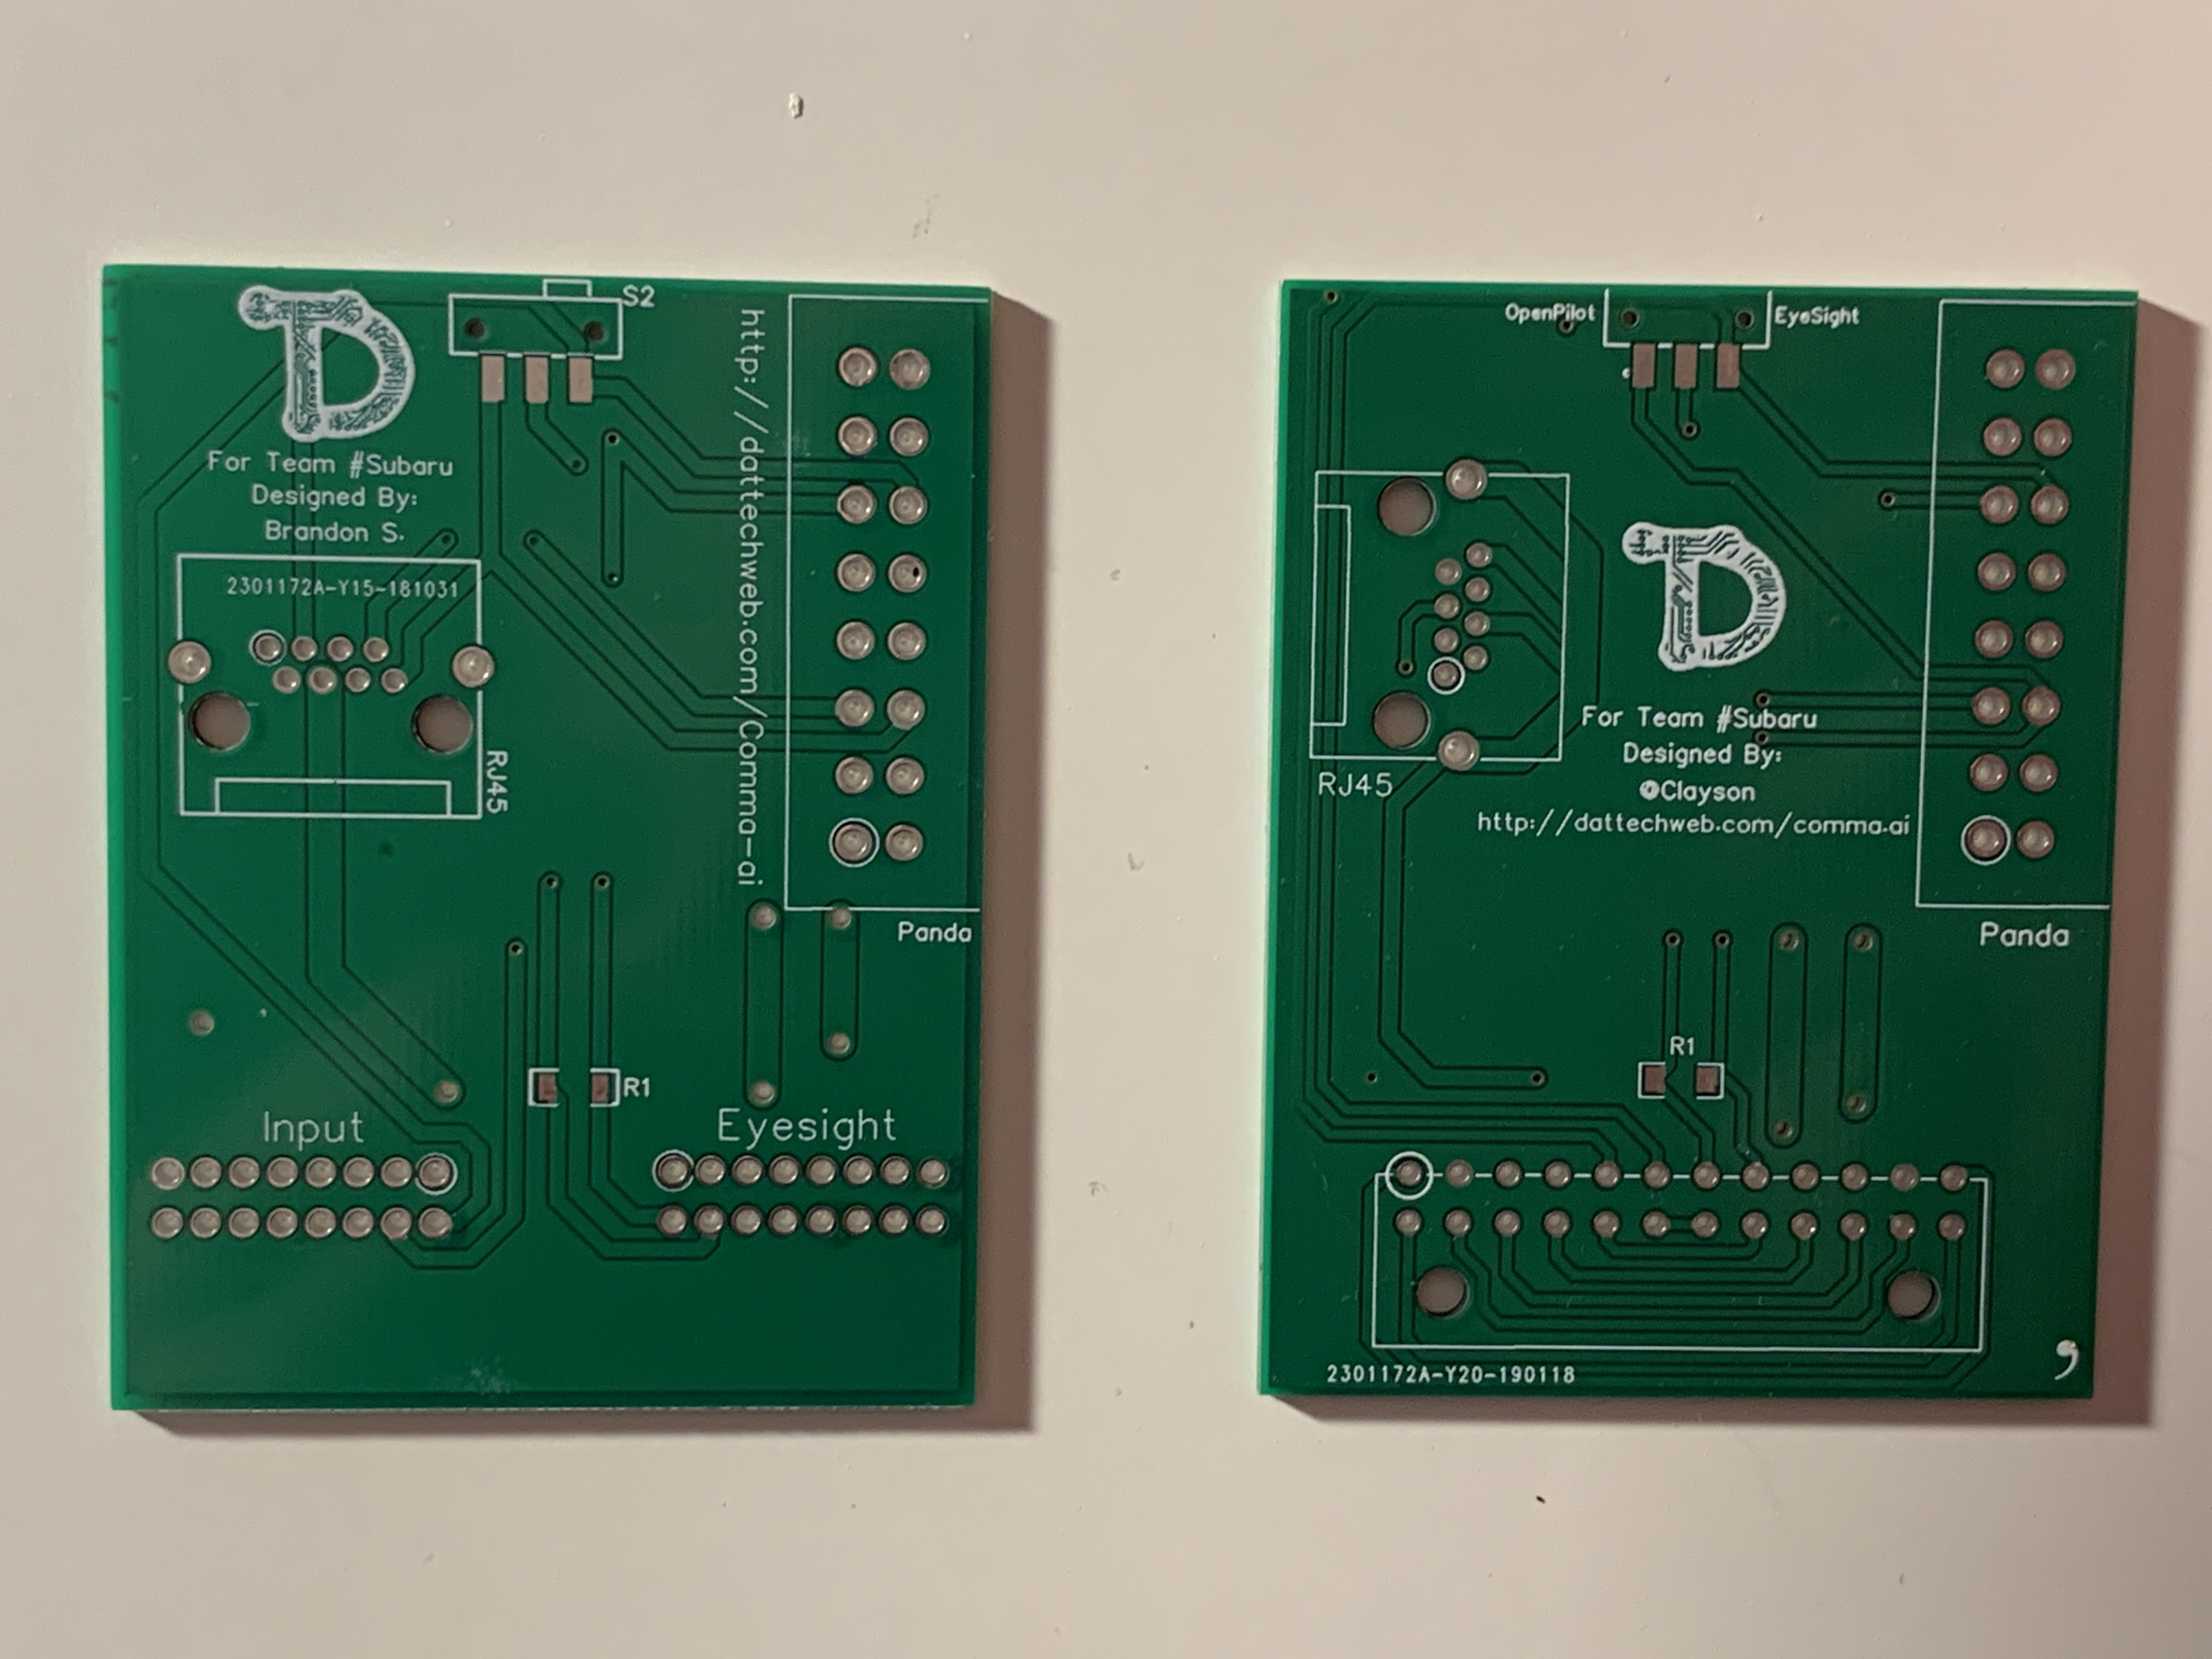 S2
For Team #Subaru
Designed By:
Brandon S.
2301172A-Y15-181031
RJ45
http://dattechweb.com/Comma-ai
Panda
R1
Input
Eyesight
OpenPilot
EyeSight
For Team #Subaru
Designed By:
@Clayson
http://dattechweb.com/comma.ai
RJ45
Panda
R1
2301172A-Y20-190118
,